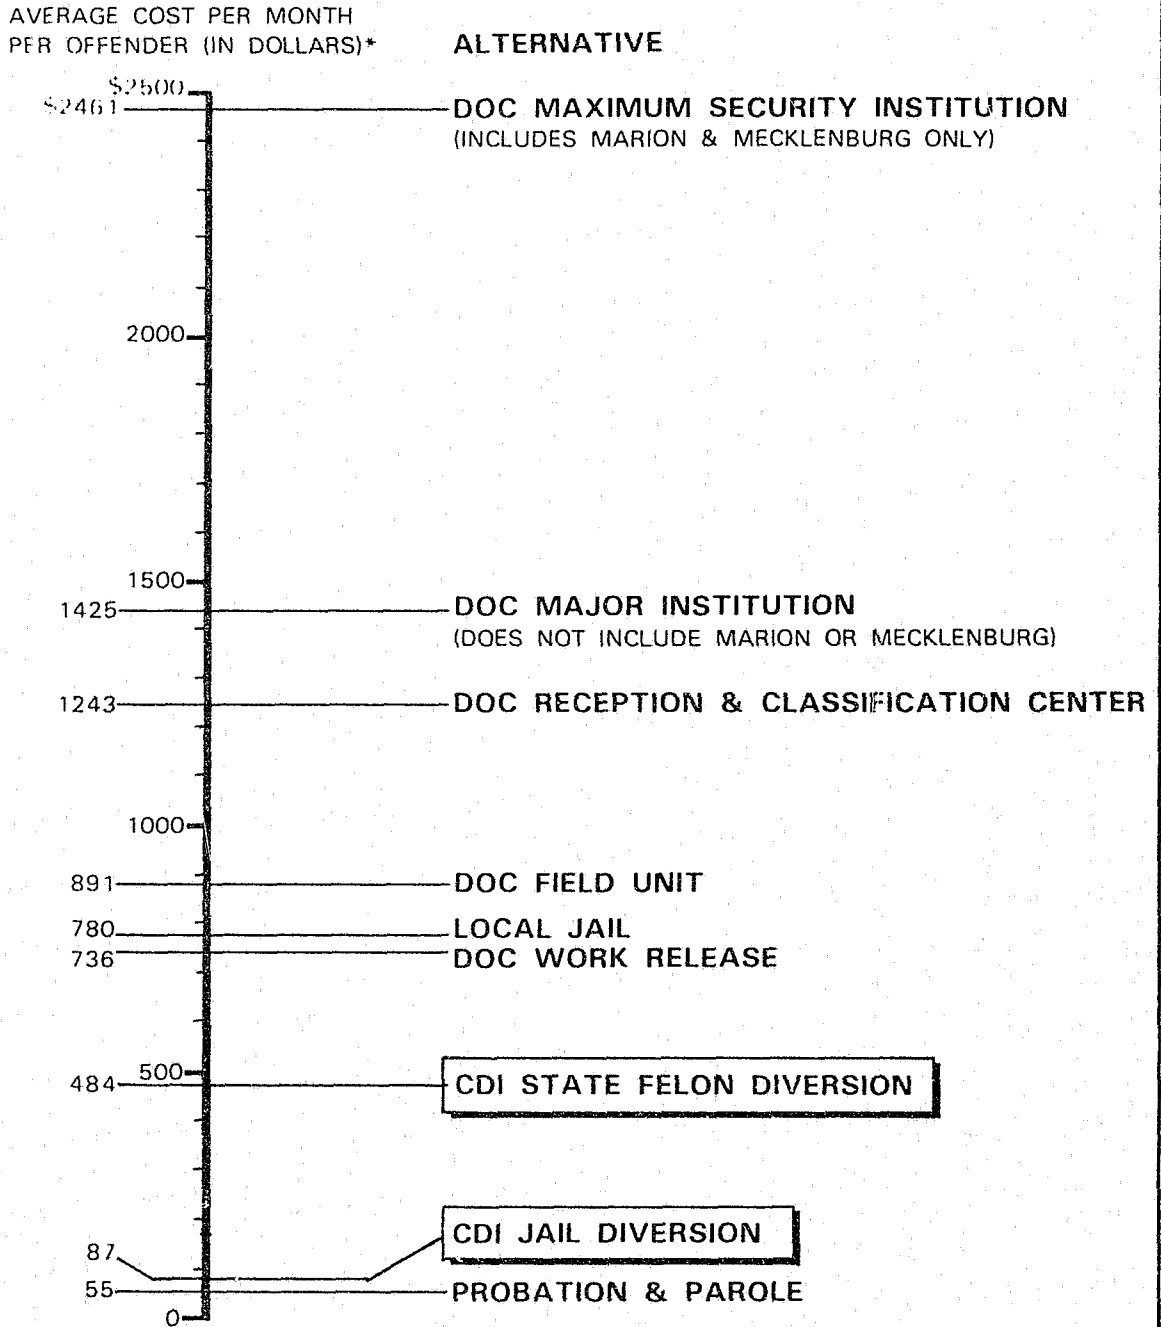 AVERAGE COST PER MONTH
PER OFFENDER (IN DOLLARS)*
ALTERNATIVE
$2500
$2461 DOC MAXIMUM SECURITY INSTITUTION
(INCLUDES MARION & MECKLENBURG ONLY)
2000
1500
1425 DOC MAJOR INSTITUTION
(DOES NOT INCLUDE MARION OR MECKLENBURG)
1243 DOC RECEPTION & CLASSIFICATION CENTER
1000
891 DOC FIELD UNIT
780 LOCAL JAIL
736 DOC WORK RELEASE
500
484 CDI STATE FELON DIVERSION
87 CDI JAIL DIVERSION
55 PROBATION & PAROLE
0